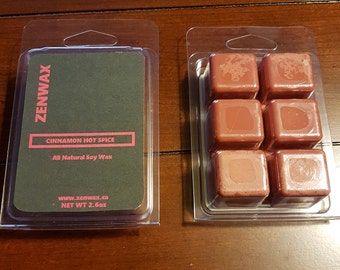 ZENWAX
CINNAMON HOT SPICE
All Natural Soy Wax
www.zenwax.ca
NET WT 2.6oz